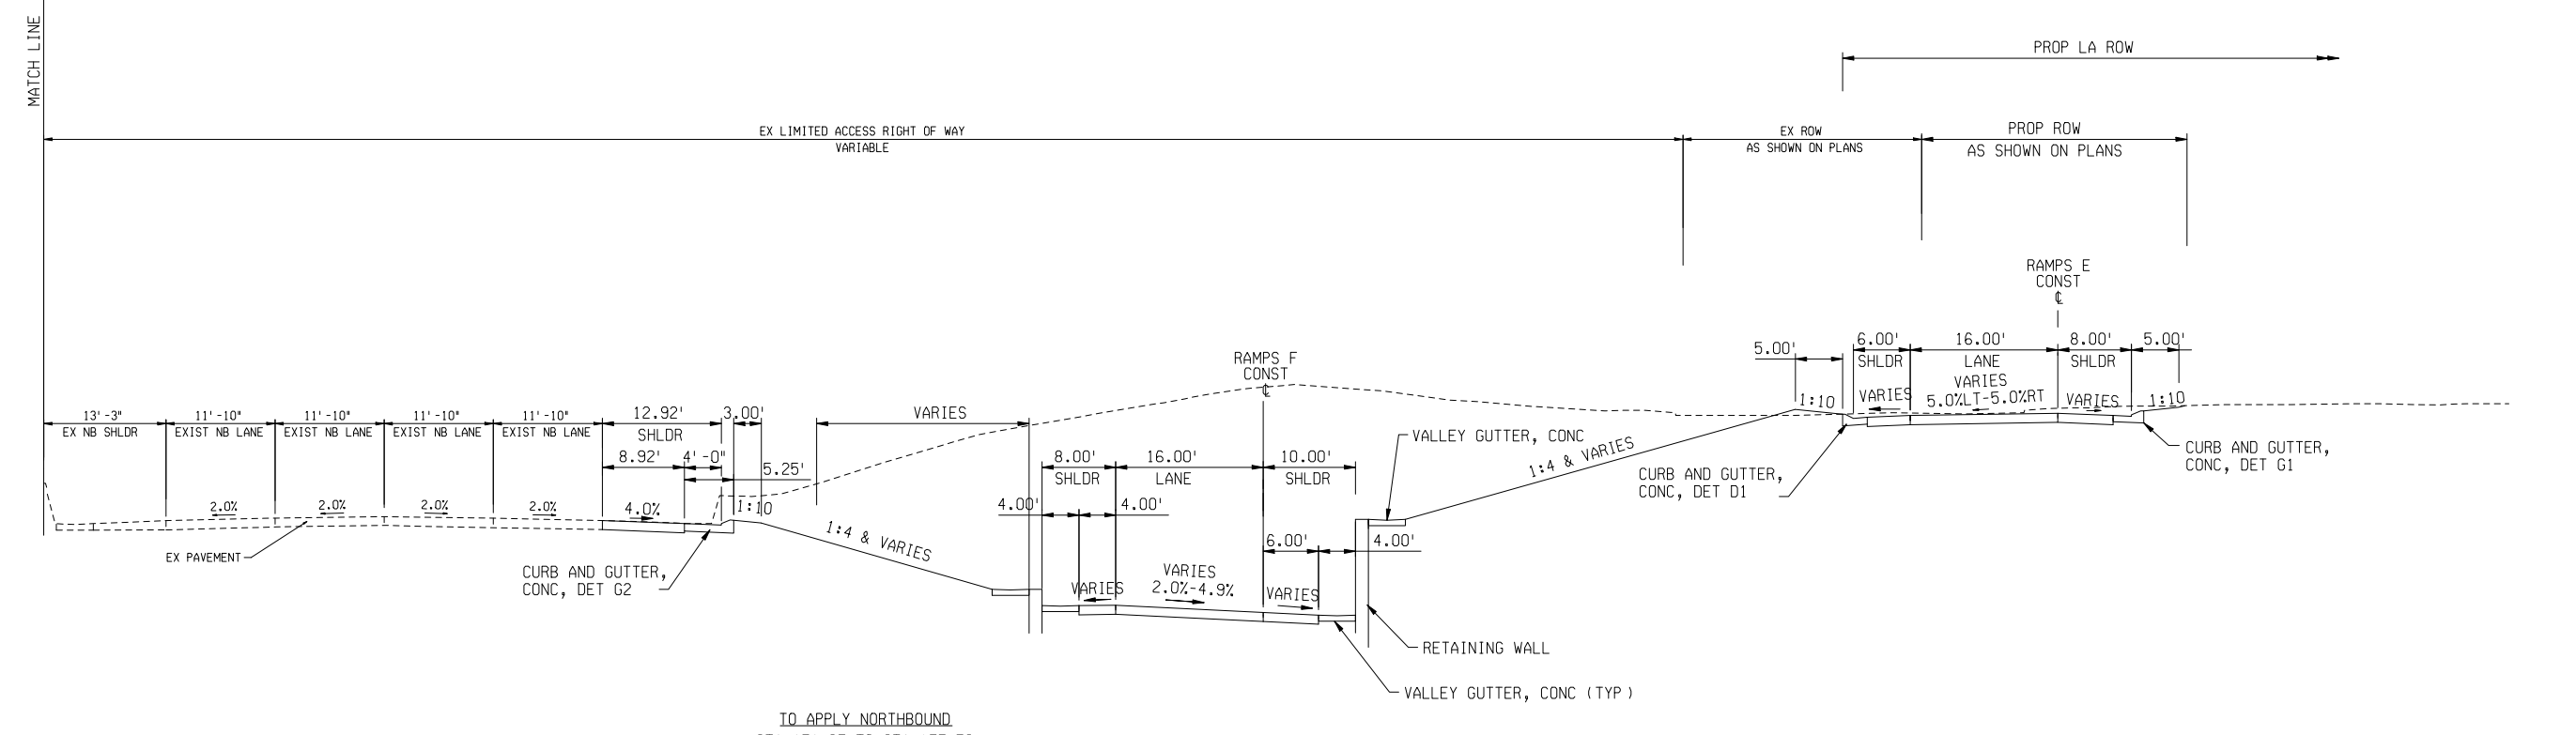 MATCH LINE
PROP LA ROW
EX LIMITED ACCESS RIGHT OF WAY
VARIABLE
EX ROW
AS SHOWN ON PLANS
PROP ROW
AS SHOWN ON PLANS
RAMPS E
CONST
℄
RAMPS F
CONST
℄
5.00'
6.00'
SHLDR
16.00'
LANE
8.00'
SHLDR
5.00'
1:10
VARIES
VARIES
5.0%LT-5.0%RT
VARIES
1:10
13'-3"
EX NB SHLDR
11'-10"
EXIST NB LANE
11'-10"
EXIST NB LANE
11'-10"
EXIST NB LANE
11'-10"
EXIST NB LANE
12.92'
SHLDR
3.00'
VARIES
8.92'
4'-0"
5.25'
2.0%
2.0%
2.0%
2.0%
4.0%
1:10
EX PAVEMENT
CURB AND GUTTER,
CONC, DET G2
1:4 & VARIES
8.00'
SHLDR
16.00'
LANE
10.00'
SHLDR
4.00'
4.00'
6.00'
4.00'
VARIES
VARIES
2.0%-4.9%
VARIES
VALLEY GUTTER, CONC
1:4 & VARIES
CURB AND GUTTER,
CONC, DET D1
CURB AND GUTTER,
CONC, DET G1
RETAINING WALL
VALLEY GUTTER, CONC (TYP)
TO APPLY NORTHBOUND